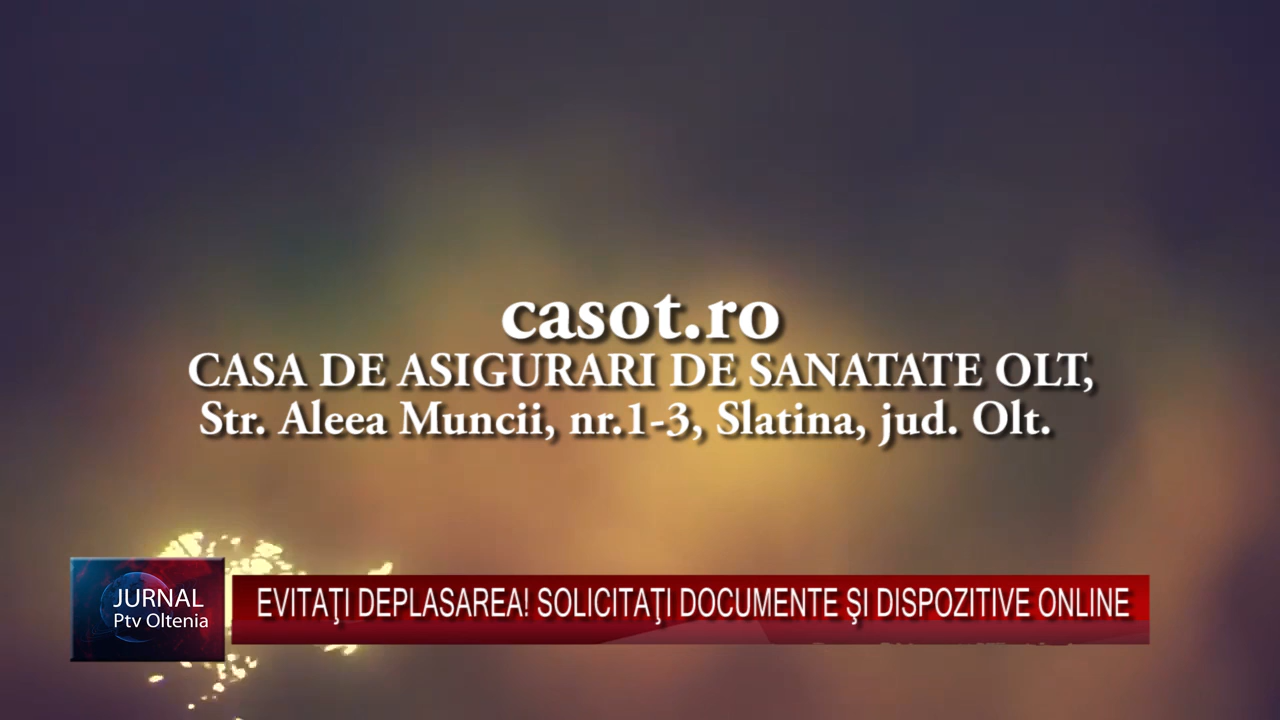 casot.ro
CASA DE ASIGURARI DE SANATATE OLT,
Str. Aleea Muncii, nr.1-3, Slatina, jud. Olt.
JURNAL
Ptv Oltenia
EVITAŢI DEPLASAREA! SOLICITAŢI DOCUMENTE ŞI DISPOZITIVE ONLINE